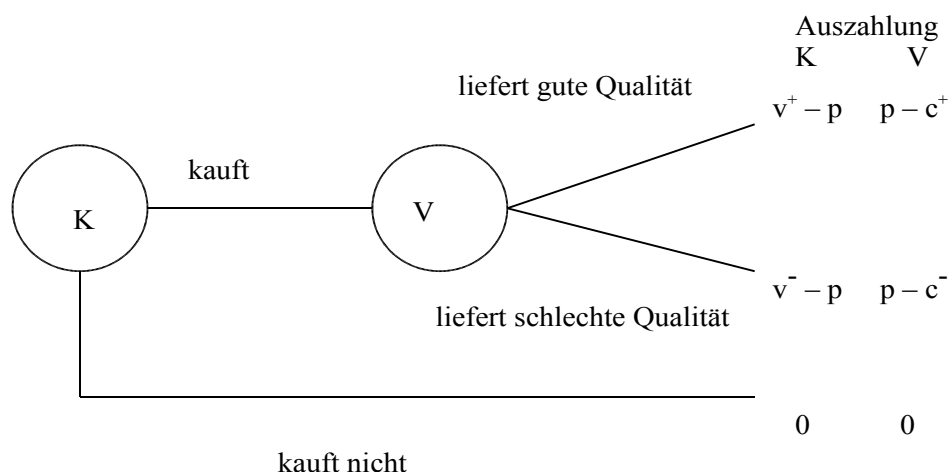 Auszahlung
K V
liefert gute Qualität
v⁺ – p p – c⁺
kauft
K
V
v⁻ – p p – c⁻
liefert schlechte Qualität
0 0
kauft nicht